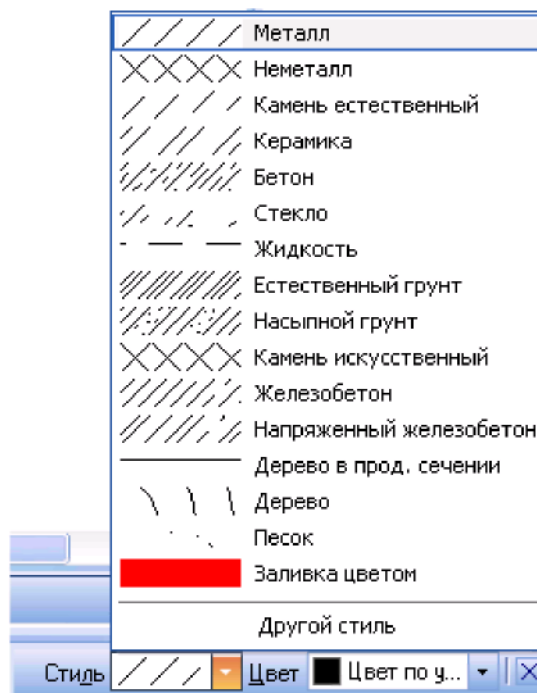 Металл
Неметалл
Камень естественный
Керамика
Бетон
Стекло
Жидкость
Естественный грунт
Насыпной грунт
Камень искусственный
Железобетон
Напряженный железобетон
Дерево в прод. сечении
Дерево
Песок
Заливка цветом
Другой стиль
Стиль Цвет Цвет по у...